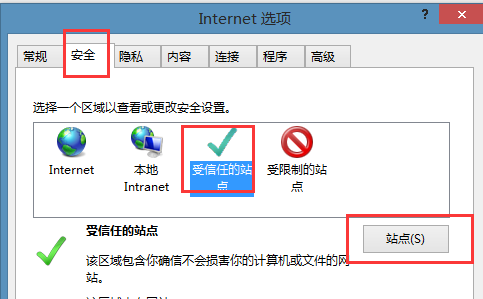 Internet 选项
?
常规 安全 隐私 内容 连接 程序 高级
选择一个区域以查看或更改安全设置。
Internet 本地 受信任的站 受限制的站
Intranet 点 点
受信任的站点
站点(S)
该区域包含你确信不会损害你的计算机或文件的网
站。